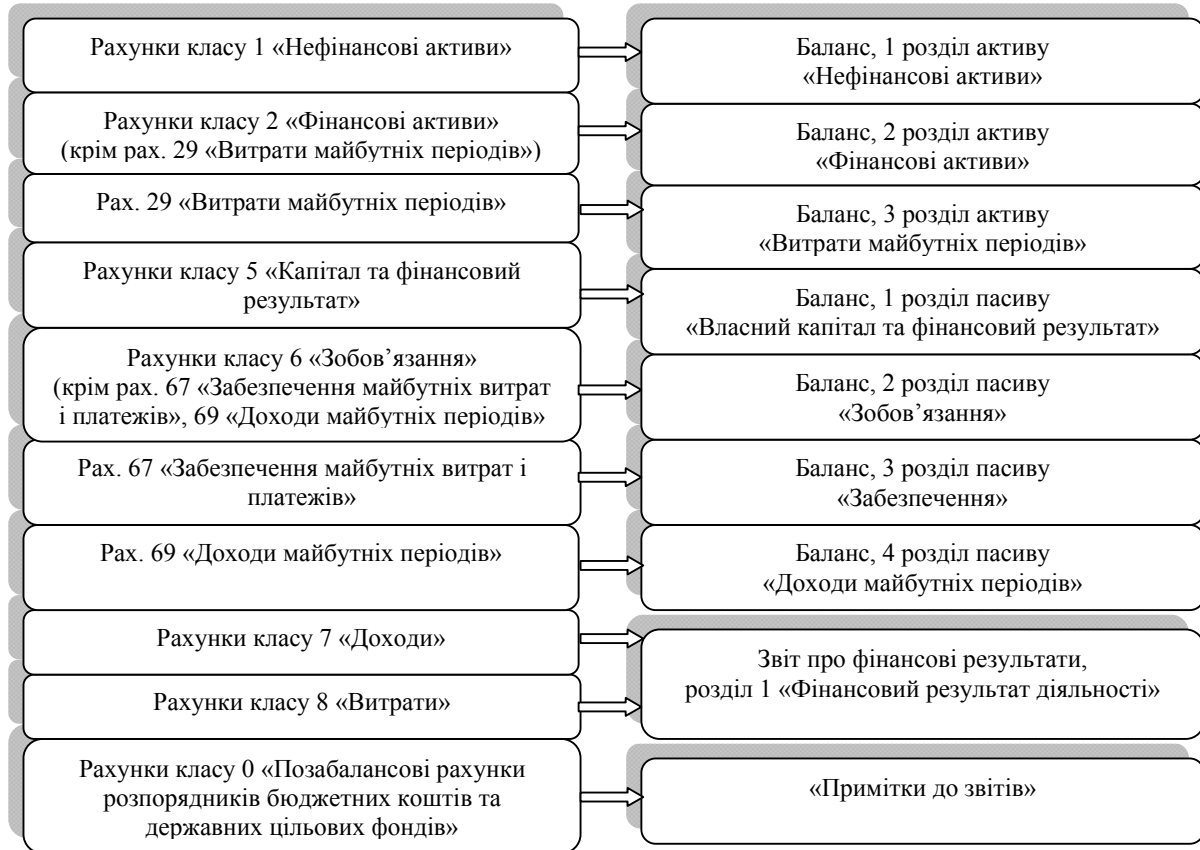 Рахунки класу 1 «Нефінансові активи»
Баланс, 1 розділ активу
«Нефінансові активи»
Рахунки класу 2 «Фінансові активи»
(крім рах. 29 «Витрати майбутніх періодів»)
Баланс, 2 розділ активу
«Фінансові активи»
Рах. 29 «Витрати майбутніх періодів»
Баланс, 3 розділ активу
«Витрати майбутніх періодів»
Рахунки класу 5 «Капітал та фінансовий
результат»
Баланс, 1 розділ пасиву
«Власний капітал та фінансовий результат»
Рахунки класу 6 «Зобов’язання»
(крім рах. 67 «Забезпечення майбутніх витрат
і платежів», 69 «Доходи майбутніх періодів»
Баланс, 2 розділ пасиву
«Зобов’язання»
Рах. 67 «Забезпечення майбутніх витрат і
платежів»
Баланс, 3 розділ пасиву
«Забезпечення»
Рах. 69 «Доходи майбутніх періодів»
Баланс, 4 розділ пасиву
«Доходи майбутніх періодів»
Рахунки класу 7 «Доходи»
Рахунки класу 8 «Витрати»
Звіт про фінансові результати,
розділ 1 «Фінансовий результат діяльності»
Рахунки класу 0 «Позабалансові рахунки
розпорядників бюджетних коштів та
державних цільових фондів»
«Примітки до звітів»